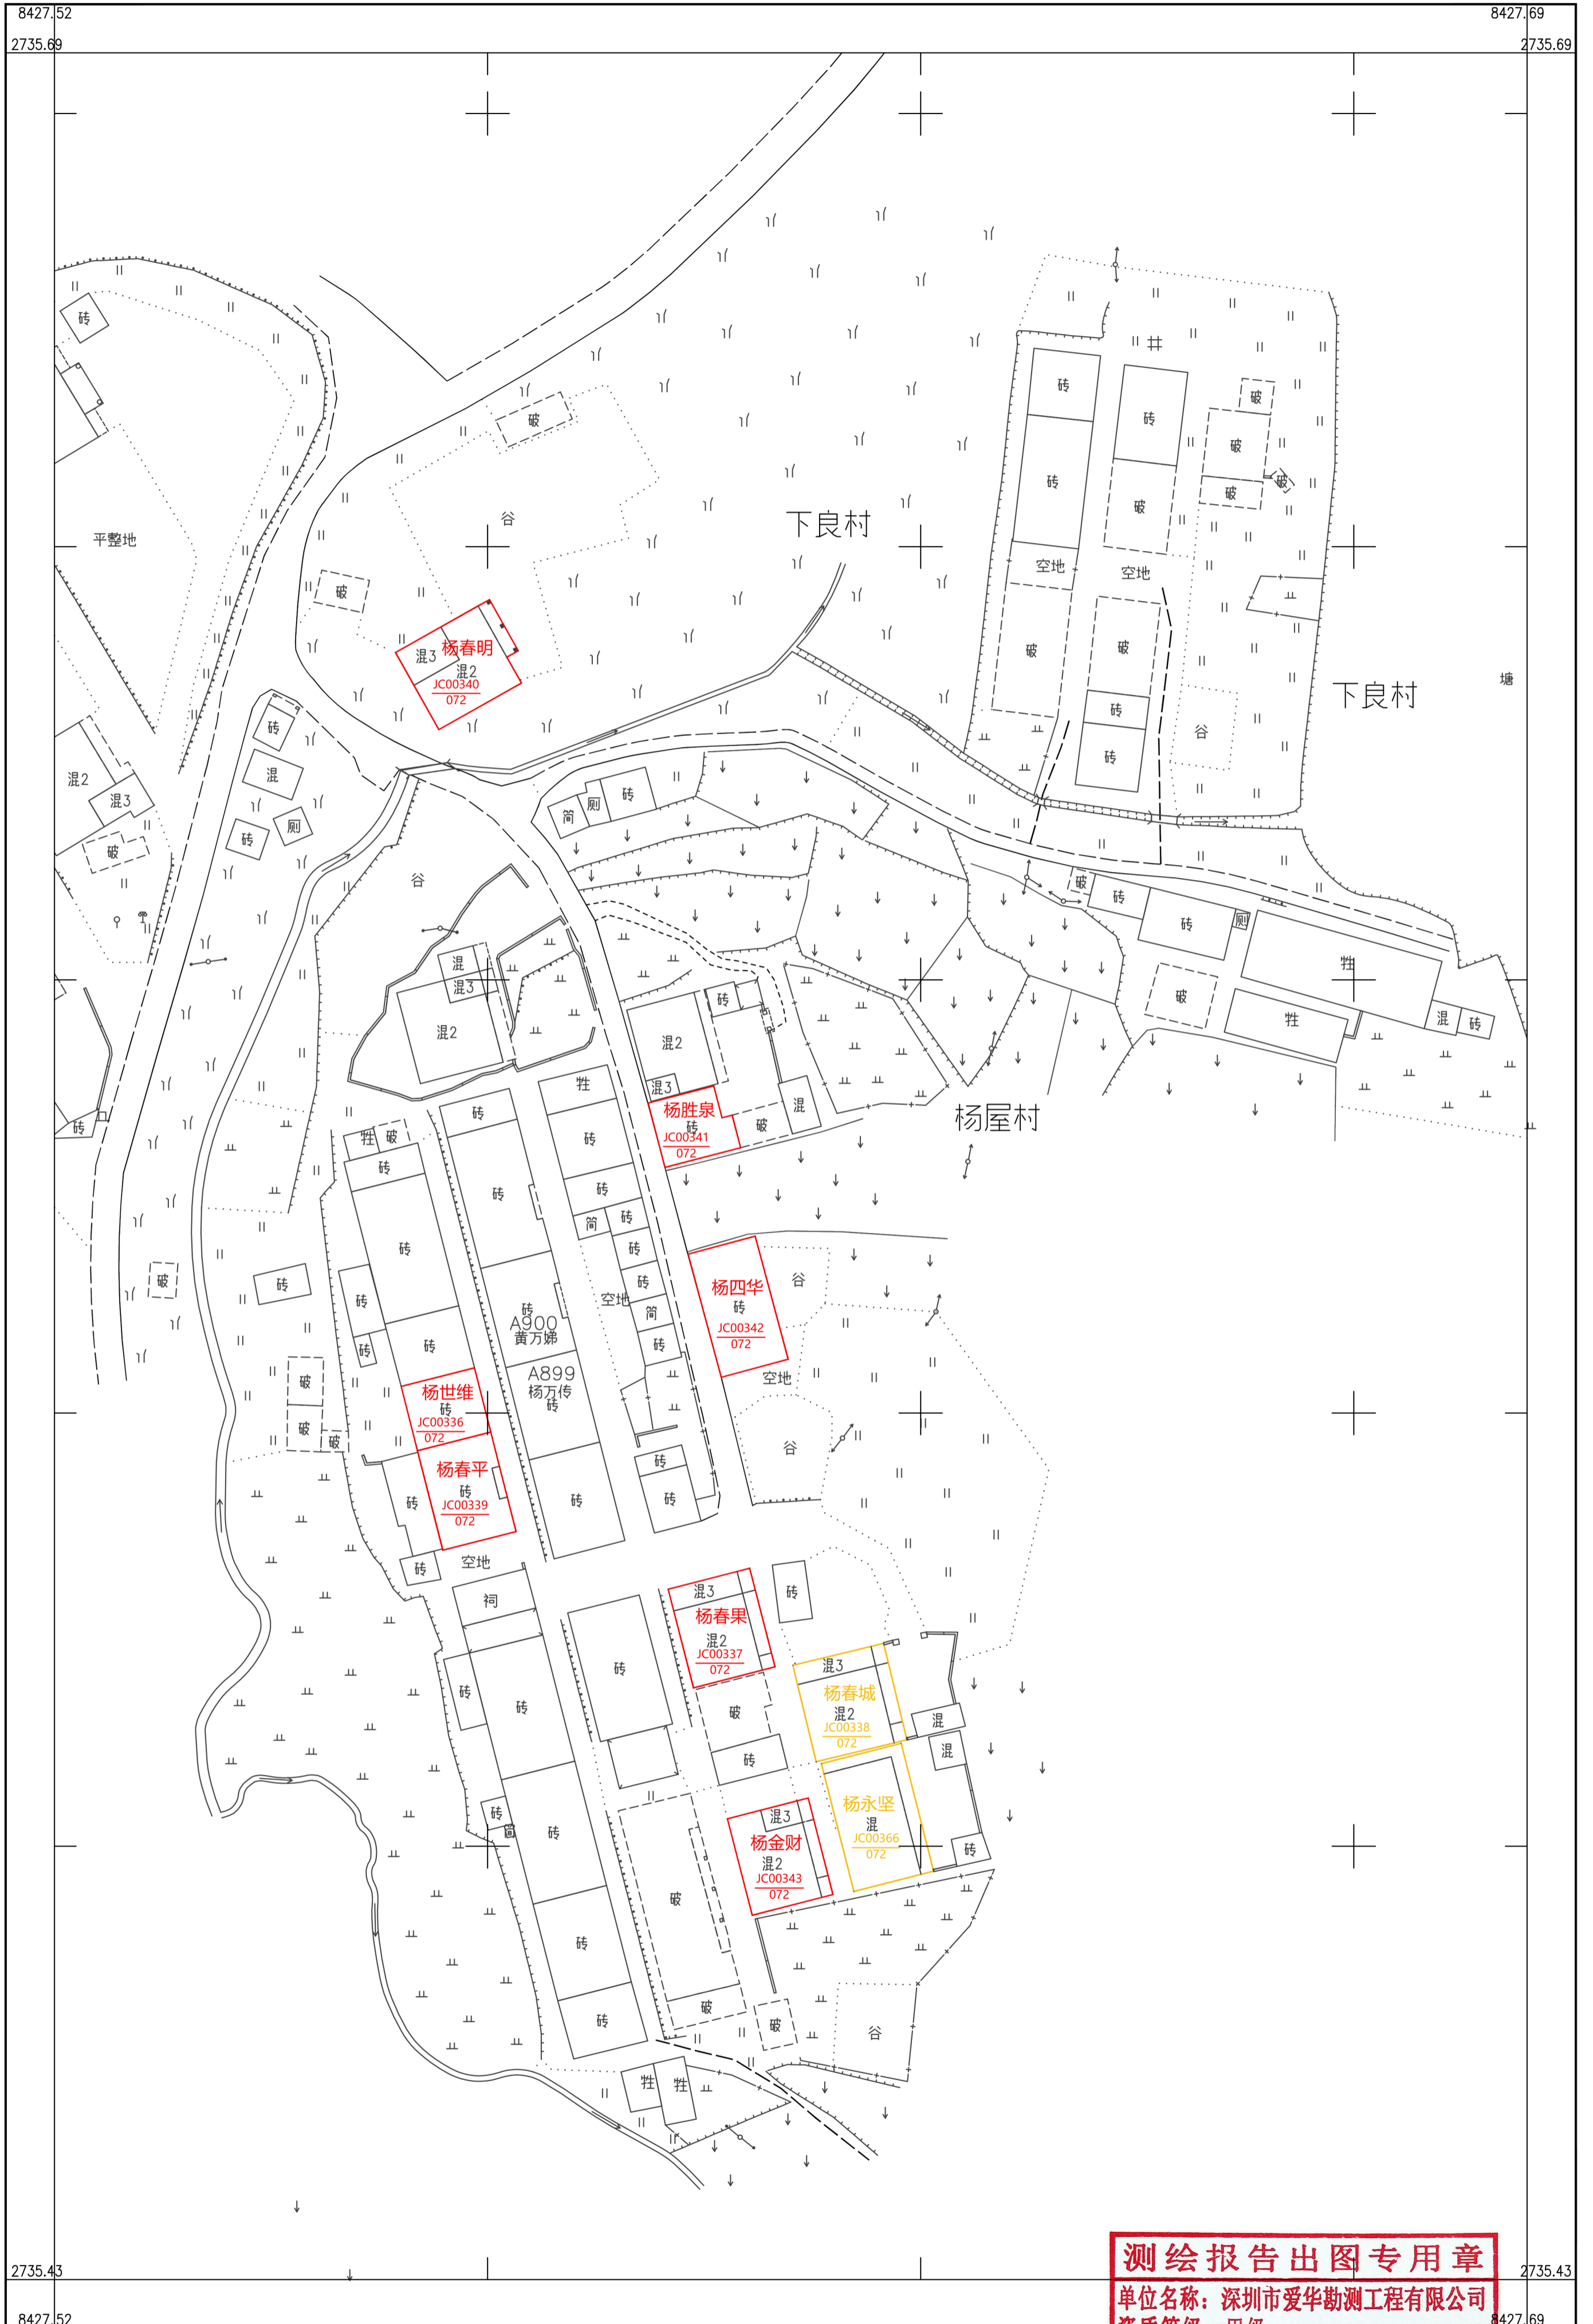 8427.52
8427.69
2735.69
2735.69
砖
破
砖
砖
破
砖
破
破
破
砖
破
谷
下良村
平整地
空地
空地
破
杨春明
混3
混2
JC00340
072
破
破
下良村
塘
砖
谷
砖
砖
混2
混
混3
简
厕
砖
砖
厕
破
谷
破
砖
砖
厕
混
混3
混2
混2
砖
牲
破
牲
混
砖
牲
混3
混
杨胜泉
砖
JC00341
072
破
杨屋村
砖
砖
砖
牲
破
砖
砖
砖
简
砖
砖
砖
破
砖
砖
砖
空地
简
砖
杨四华
砖
JC00342
072
谷
A900
黄万娣
砖
砖
砖
A899
杨万传
砖
空地
破
破
破
杨世维
砖
JC00336
072
杨春平
砖
JC00339
072
砖
砖
砖
砖
谷
砖
空地
祠
混3
杨春果
混2
JC00337
072
砖
砖
混3
杨春城
混2
JC00338
072
砖
砖
破
混
砖
混
杨永坚
混
JC00366
072
混3
杨金财
混2
JC00343
072
砖
简
砖
砖
破
砖
砖
破
破
谷
牲
牲
测绘报告出图专用章
2735.43
2735.43
单位名称：深圳市爱华勘测工程有限公司
8427.52
8427.69